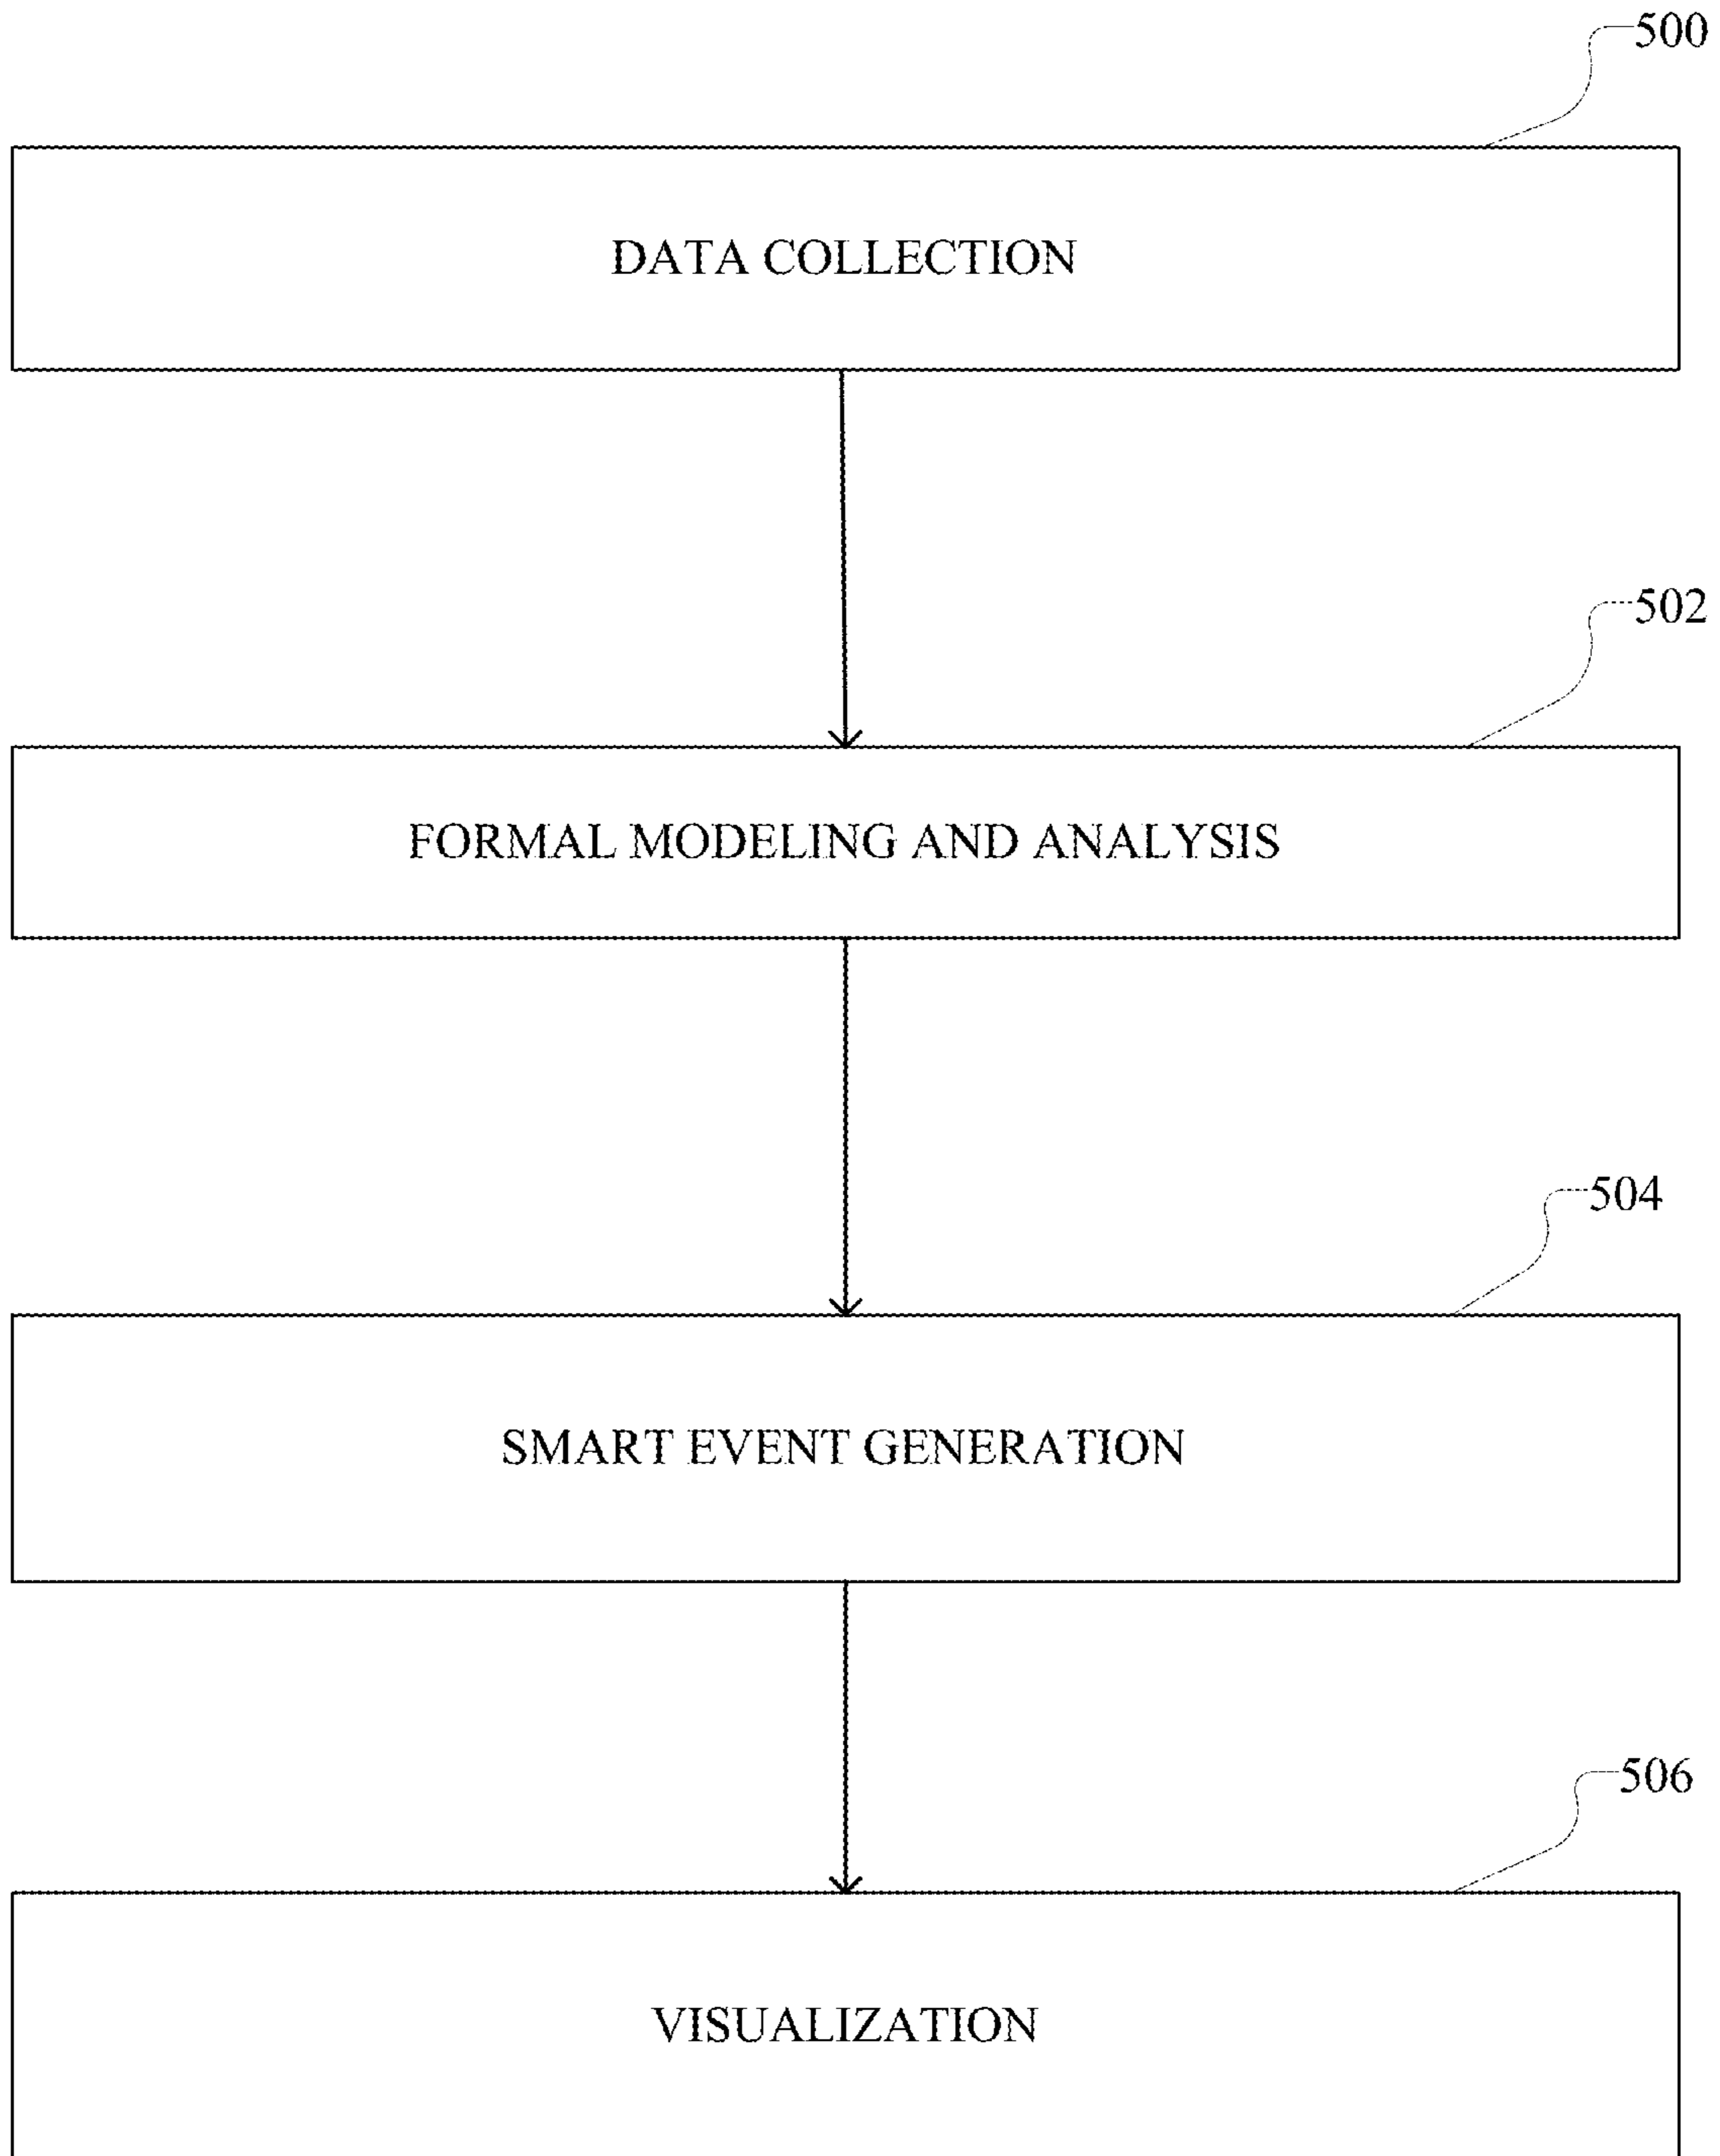 500
DATA COLLECTION
502
FORMAL MODELING AND ANALYSIS
504
SMART EVENT GENERATION
506
VISUALIZATION